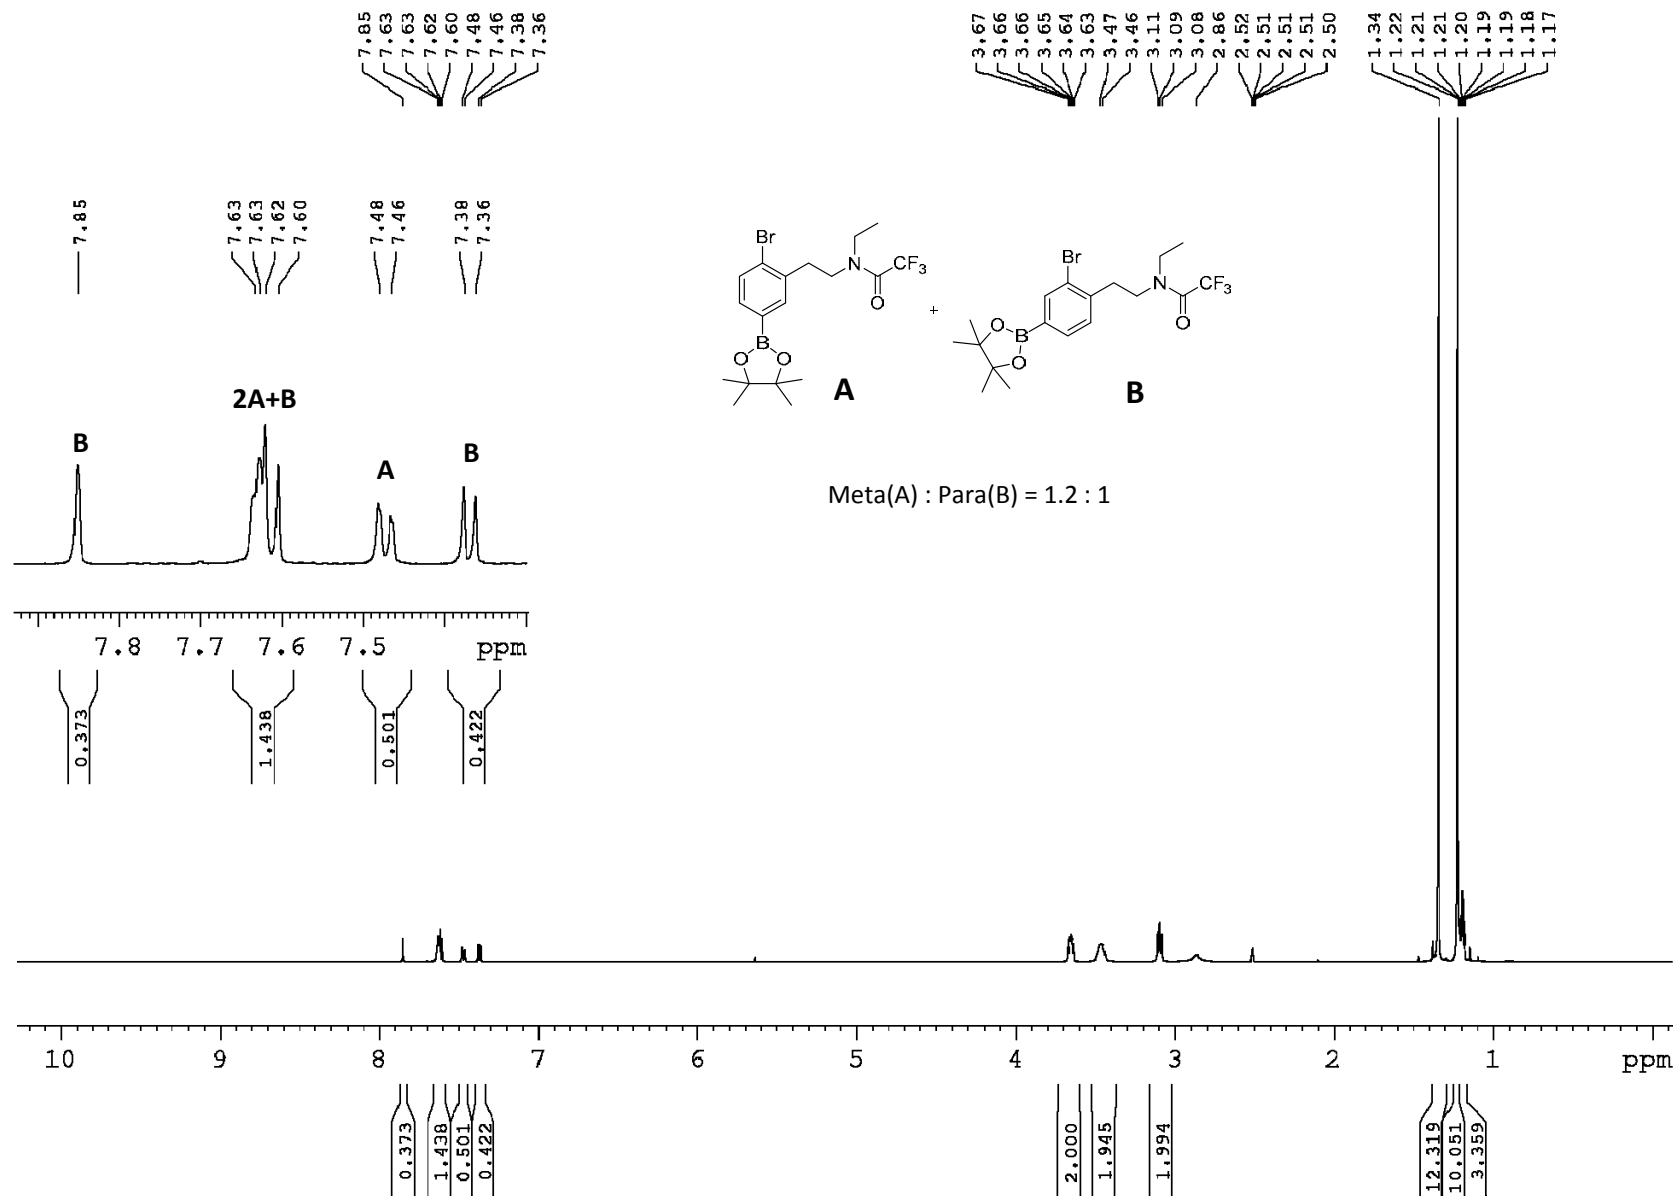 7.85
7.63
7.63
7.62
7.60
7.48
7.46
7.38
7.36
3.67
3.66
3.66
3.65
3.64
3.63
3.47
3.46
3.11
3.09
3.08
2.86
2.52
2.51
2.51
2.51
2.50
1.34
1.22
1.21
1.21
1.20
1.19
1.19
1.18
1.17
7.85
7.63
7.63
7.62
7.60
7.48
7.46
7.38
7.36
Br
N
CF3
O
B
O
O
A
+
Br
N
CF3
O
O
B
O
B
Meta(A) : Para(B) = 1.2 : 1
B
2A+B
A
B
7.8 7.7 7.6 7.5 ppm
0.373
1.438
0.501
0.422
10 9 8 7 6 5 4 3 2 1 ppm
0.373
1.438
0.501
0.422
2.000
1.945
1.994
12.319
10.051
3.359